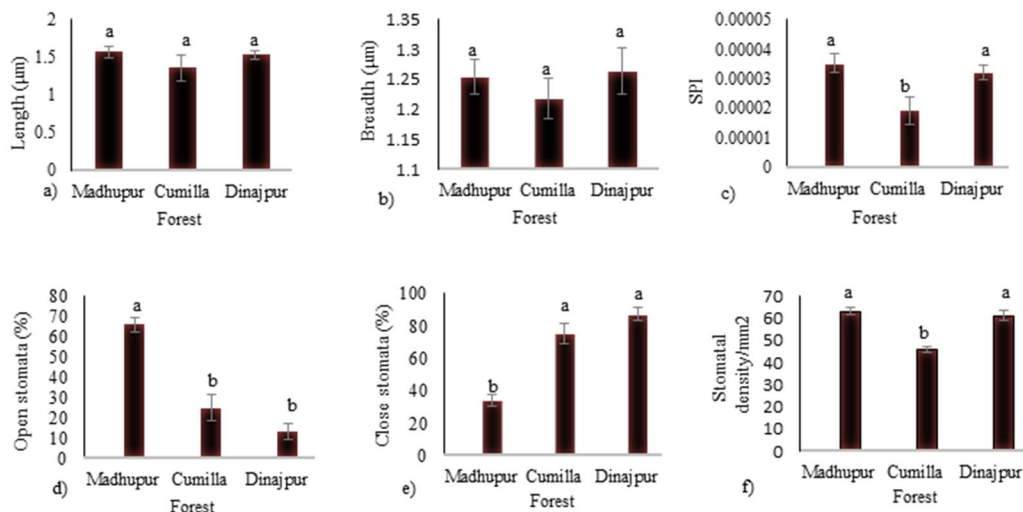 Length (µm)
2
1.5
1
0.5
0
a
a
a
Madhupur Cumilla Dinajpur
a)
Forest
Breadth (µm)
1.35
1.3
1.25
1.2
1.15
1.1
a
a
a
Madhupur Cumilla Dinajpur
b)
Forest
SPI
0.00005
0.00004
0.00003
0.00002
0.00001
0
a
b
a
Madhupur Cumilla Dinajpur
c)
Forest
Open stomata (%)
80
70
60
50
40
30
20
10
0
a
b
b
Madhupur Cumilla Dinajpur
d)
Forest
Close stomata (%)
100
80
60
40
20
0
b
a
a
Madhupur Cumilla Dinajpur
e)
Forest
Stomatal
density/mm2
70
60
50
40
30
20
10
0
a
b
a
Madhupur Cumilla Dinajpur
f)
Forest